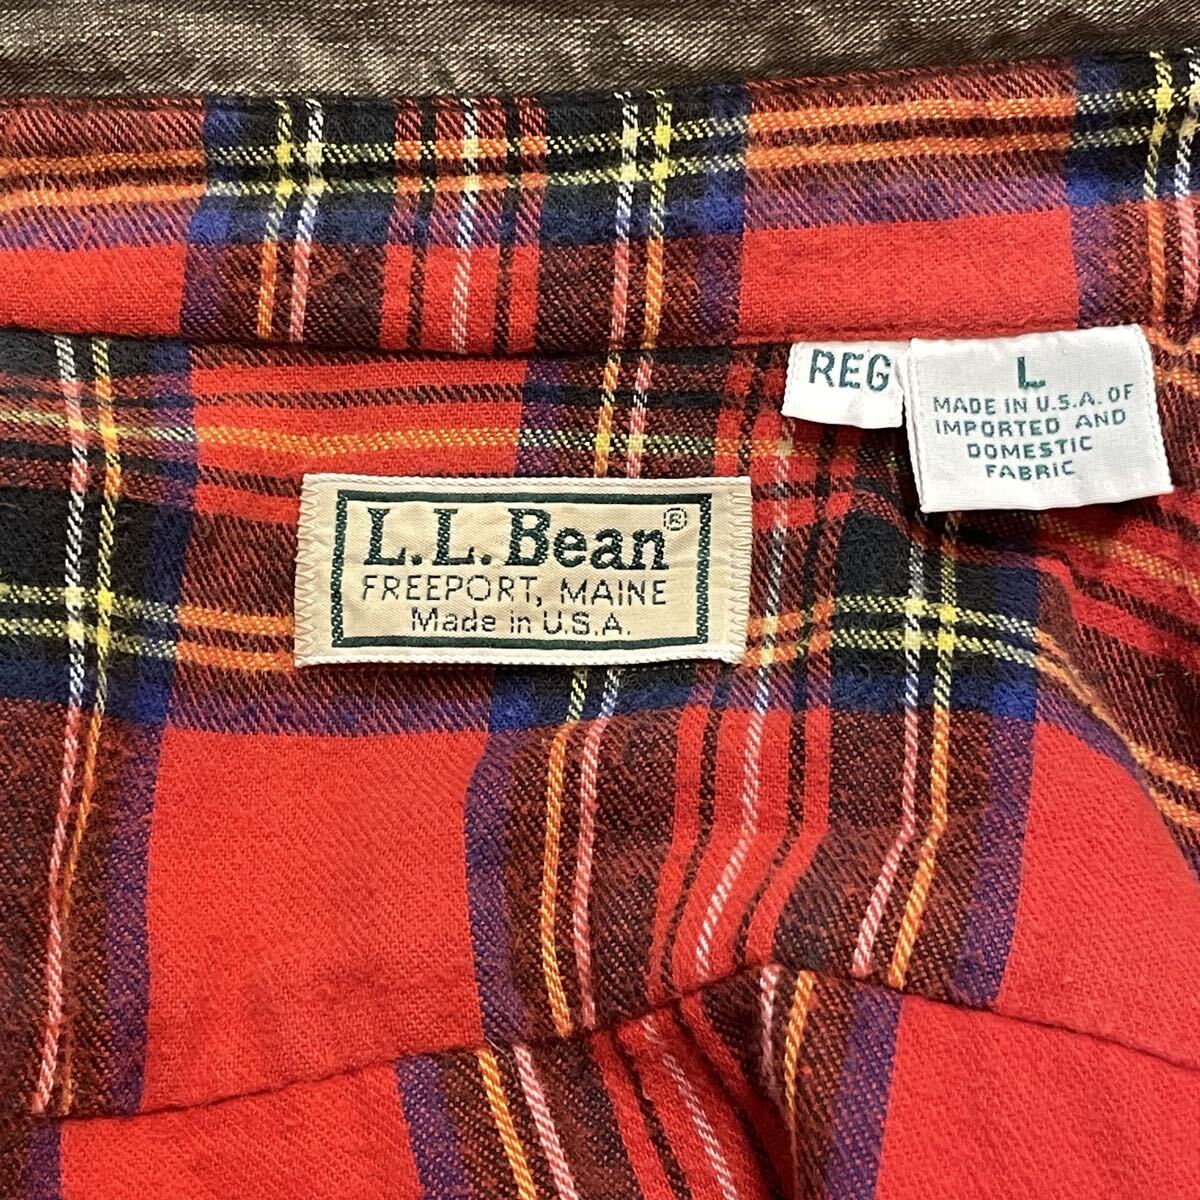 L.L.Bean®
FREEPORT, MAINE
Made in U.S.A.
REG
L
MADE IN U.S.A. OF
IMPORTED AND
DOMESTIC
FABRIC